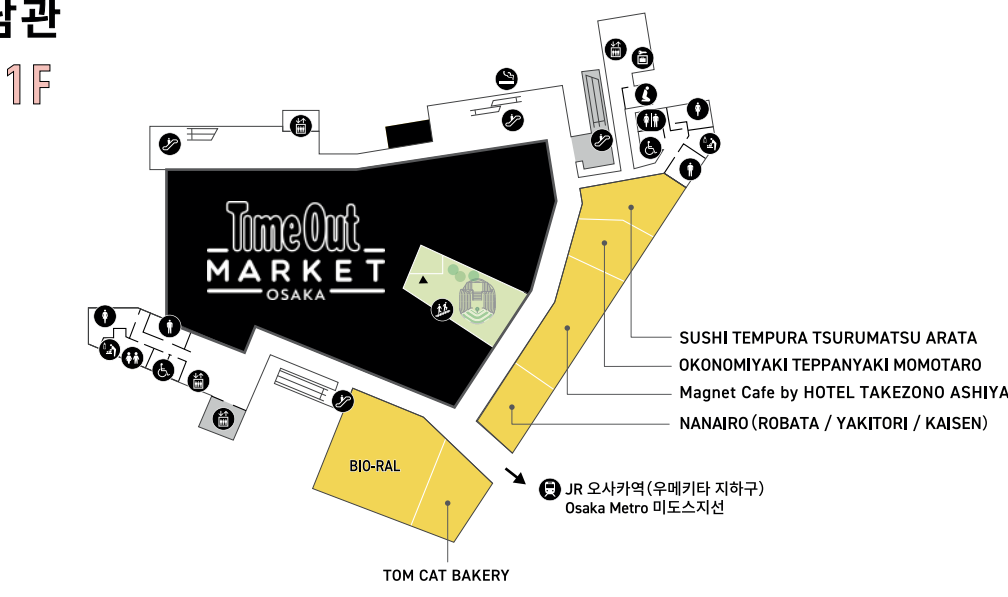 남관
1F
Time Out
MARKET
OSAKA
SUSHI TEMPURA TSURUMATSU ARATA
OKONOMIYAKI TEPPANYAKI MOMOTARO
Magnet Cafe by HOTEL TAKEZONO ASHIYA
NANAIRO (ROBATA / YAKITORI / KAISEN)
BIO-RAL
JR 오사카역(우메키타 지하구)
Osaka Metro 미도스지선
TOM CAT BAKERY